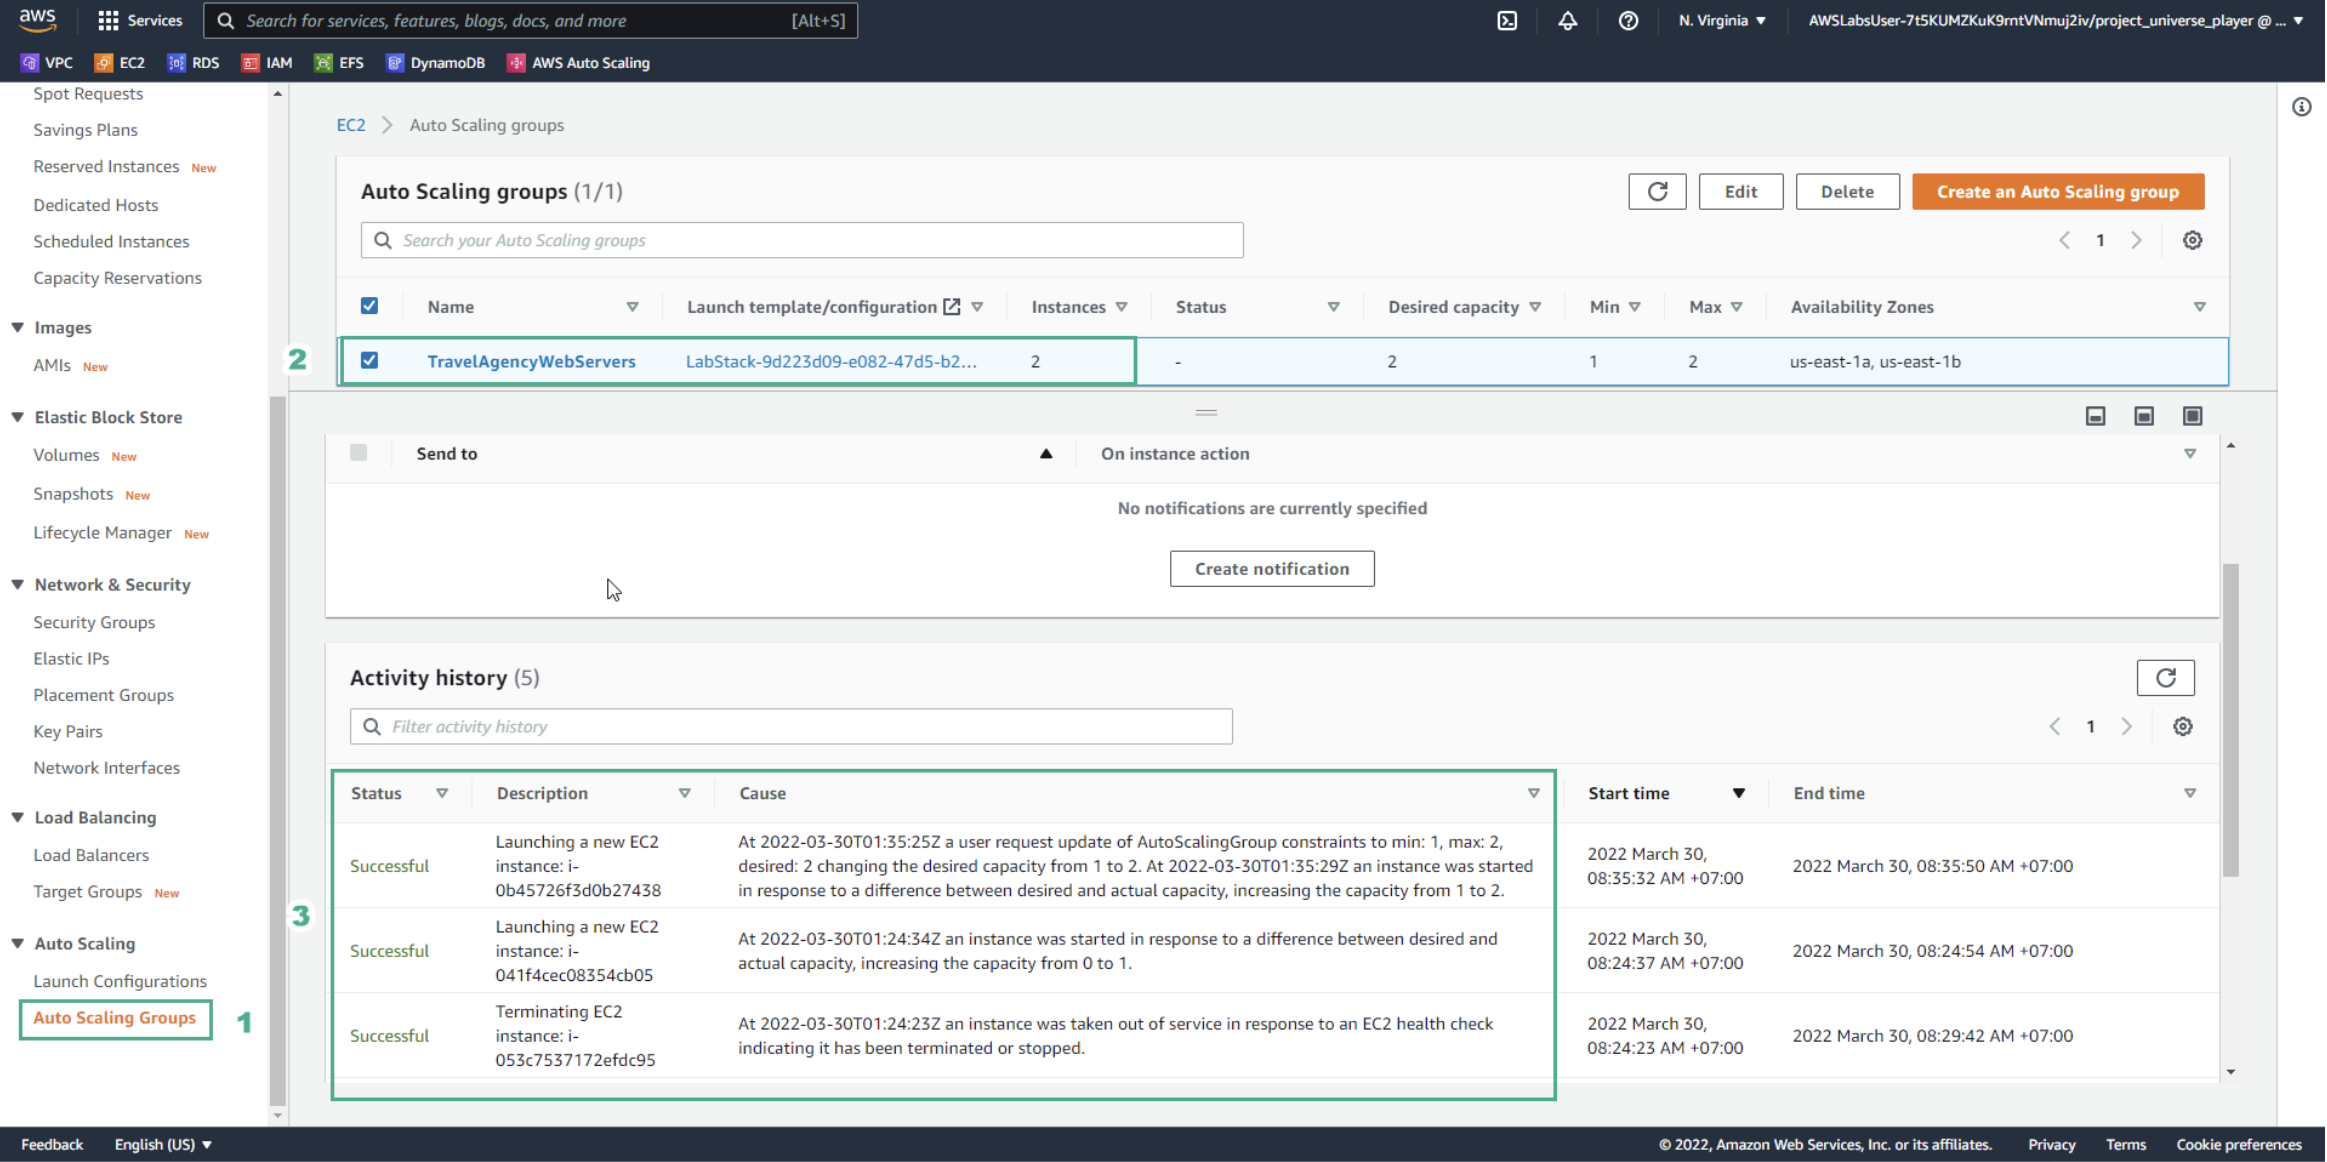 aws
Services
Search for services, features, blogs, docs, and more
[Alt+S]
N. Virginia
AWSLabsUser-7t5KUMZKuK9rntVNmuj2iv/project_universe_player @ ...
VPC
EC2
RDS
IAM
EFS
DynamoDB
AWS Auto Scaling
Spot Requests
Savings Plans
Reserved Instances New
Dedicated Hosts
Scheduled Instances
Capacity Reservations
Images
AMIs New
Elastic Block Store
Volumes New
Snapshots New
Lifecycle Manager New
Network & Security
Security Groups
Elastic IPs
Placement Groups
Key Pairs
Network Interfaces
Load Balancing
Load Balancers
Target Groups New
Auto Scaling
Launch Configurations
Auto Scaling Groups
1
EC2
Auto Scaling groups
Auto Scaling groups (1/1)
Edit
Delete
Create an Auto Scaling group
Search your Auto Scaling groups
1
Name
Launch template/configuration
Instances
Status
Desired capacity
Min
Max
Availability Zones
2
TravelAgencyWebServers
LabStack-9d223d09-e082-47d5-b2...
2
-
2
1
2
us-east-1a, us-east-1b
Send to
On instance action
No notifications are currently specified
Create notification
Activity history (5)
Filter activity history
1
3
Status
Description
Cause
Start time
End time
Successful
Launching a new EC2
instance: i-
0b45726f3d0b27438
At 2022-03-30T01:35:25Z a user request update of AutoScalingGroup constraints to min: 1, max: 2,
desired: 2 changing the desired capacity from 1 to 2. At 2022-03-30T01:35:29Z an instance was started
in response to a difference between desired and actual capacity, increasing the capacity from 1 to 2.
2022 March 30,
08:35:32 AM +07:00
2022 March 30, 08:35:50 AM +07:00
Successful
Launching a new EC2
instance: i-
041f4cec08354cb05
At 2022-03-30T01:24:34Z an instance was started in response to a difference between desired and
actual capacity, increasing the capacity from 0 to 1.
2022 March 30,
08:24:37 AM +07:00
2022 March 30, 08:24:54 AM +07:00
Successful
Terminating EC2
instance: i-
053c7537172efdc95
At 2022-03-30T01:24:23Z an instance was taken out of service in response to an EC2 health check
indicating it has been terminated or stopped.
2022 March 30,
08:24:23 AM +07:00
2022 March 30, 08:29:42 AM +07:00
Feedback
English (US)
© 2022, Amazon Web Services, Inc. or its affiliates.
Privacy
Terms
Cookie preferences